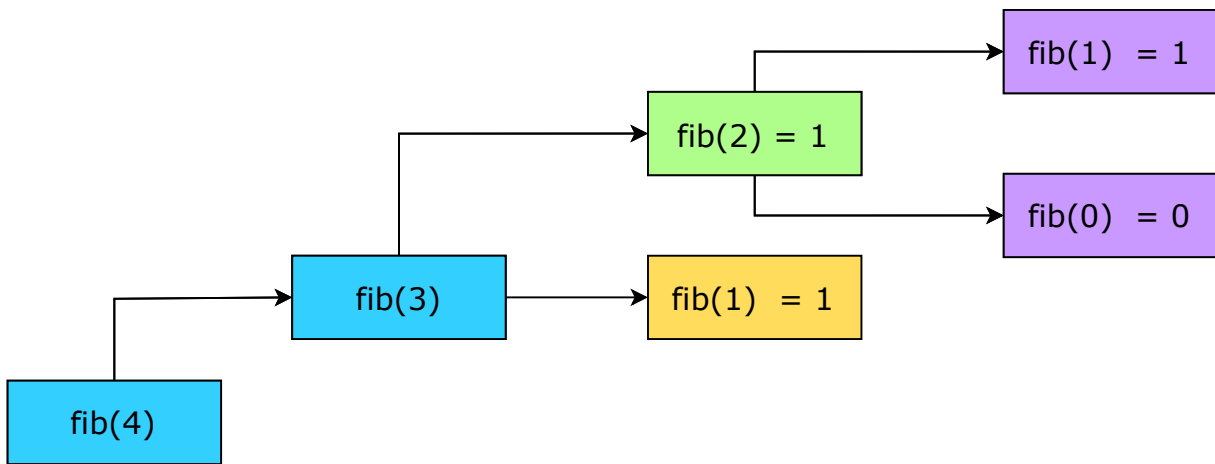 fib(1)  = 1
fib(2) = 1
fib(0)  = 0
fib(3)
fib(1)  = 1
fib(4)